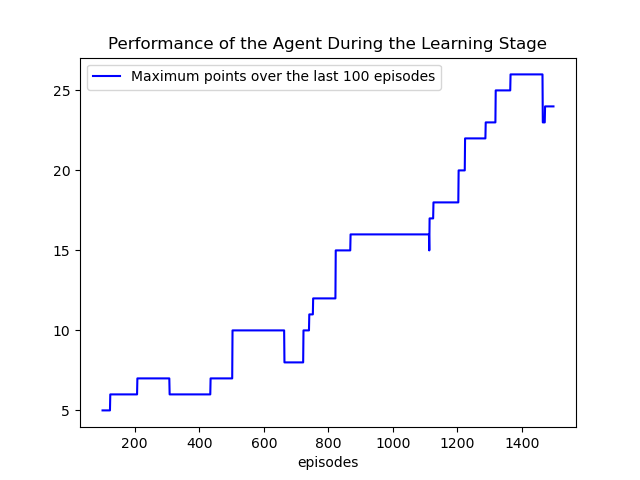 Performance of the Agent During the Learning Stage
Maximum points over the last 100 episodes
25
20
15
10
5
200 400 600 800 1000 1200 1400
episodes